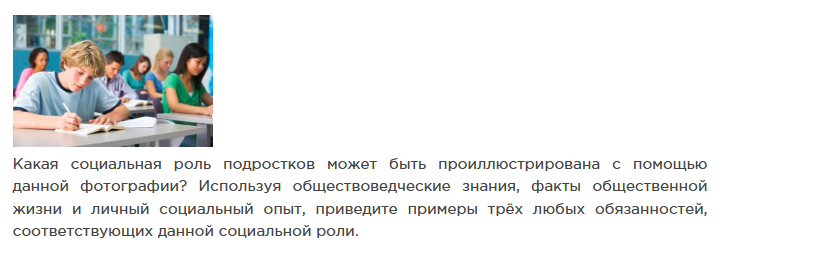 Какая социальная роль подростков может быть проиллюстрирована с помощью
данной фотографии? Используя обществоведческие знания, факты общественной
жизни и личный социальный опыт, приведите примеры трёх любых обязанностей,
соответствующих данной социальной роли.